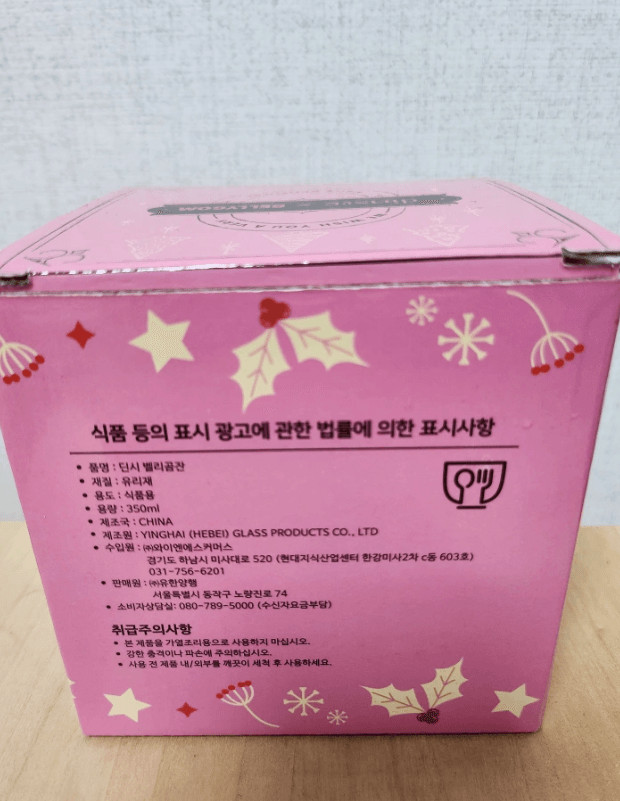 BELLYGOM
WE WISH YOU A
식품 등의 표시 광고에 관한 법률에 의한 표시사항
• 품명 : 던시 벨리곰잔
• 재질 : 유리재
• 용도 : 식품용
• 용량 : 350ml
• 제조국 : CHINA
• 제조원 : YINGHAI (HEBEI) GLASS PRODUCTS CO., LTD
• 수입원 : ㈜와이엔에스커머스
경기도 하남시 미사대로 520 (현대지식산업센터 한강미사2차 c동 603호)
031-756-6201
• 판매원 : ㈜유한양행
서울특별시 동작구 노량진로 74
• 소비자상담실: 080-789-5000 (수신자요금부담)
취급주의사항
• 본 제품을 가열조리용으로 사용하지 마십시오.
• 강한 충격이나 파손에 주의하십시오.
• 사용 전 제품 내/외부를 깨끗이 세척 후 사용하세요.